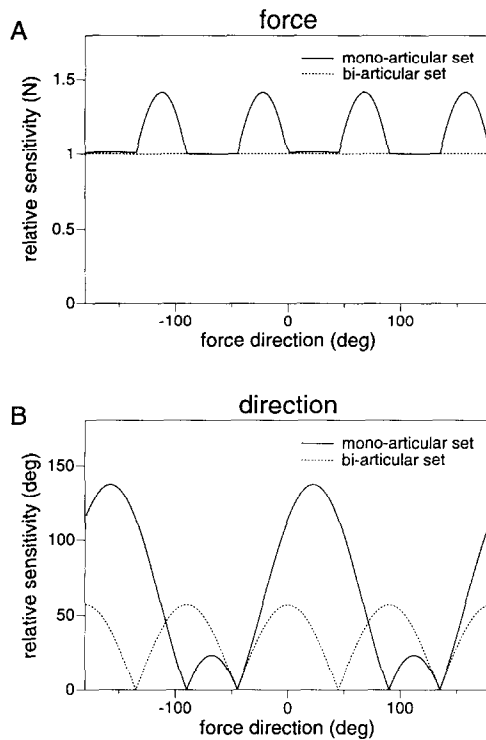 A
force
mono-articular set
bi-articular set
relative sensitivity (N)
1.5
1
0.5
0
-100
0
100
force direction (deg)
B
direction
mono-articular set
bi-articular set
relative sensitivity (deg)
150
100
50
0
-100
0
100
force direction (deg)